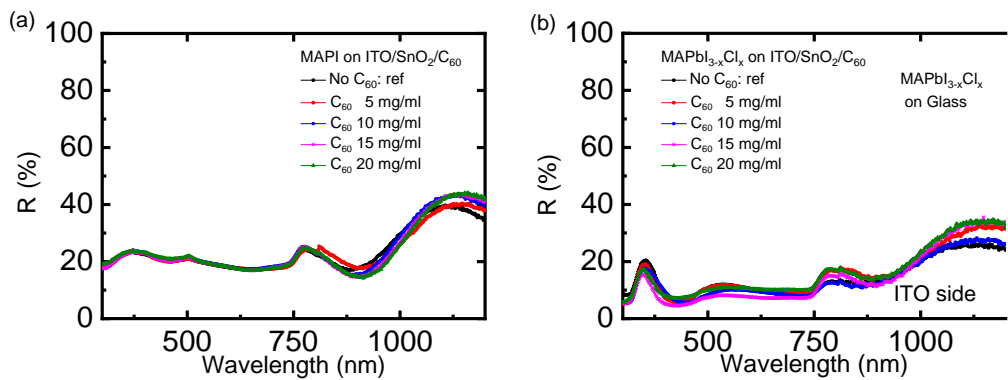 (a)
100
80
60
40
20
0
R (%)
MAPI on ITO/SnO₂/C₆₀
No C₆₀: ref
C₆₀ 5 mg/ml
C₆₀ 10 mg/ml
C₆₀ 15 mg/ml
C₆₀ 20 mg/ml
500 750 1000
Wavelength (nm)
(b)
100
80
60
40
20
0
R (%)
MAPbI₃₋ₓClₓ on ITO/SnO₂/C₆₀
No C₆₀: ref
C₆₀ 5 mg/ml
C₆₀ 10 mg/ml
C₆₀ 15 mg/ml
C₆₀ 20 mg/ml
MAPbI₃₋ₓClₓ
on Glass
ITO side
500 750 1000
Wavelength (nm)